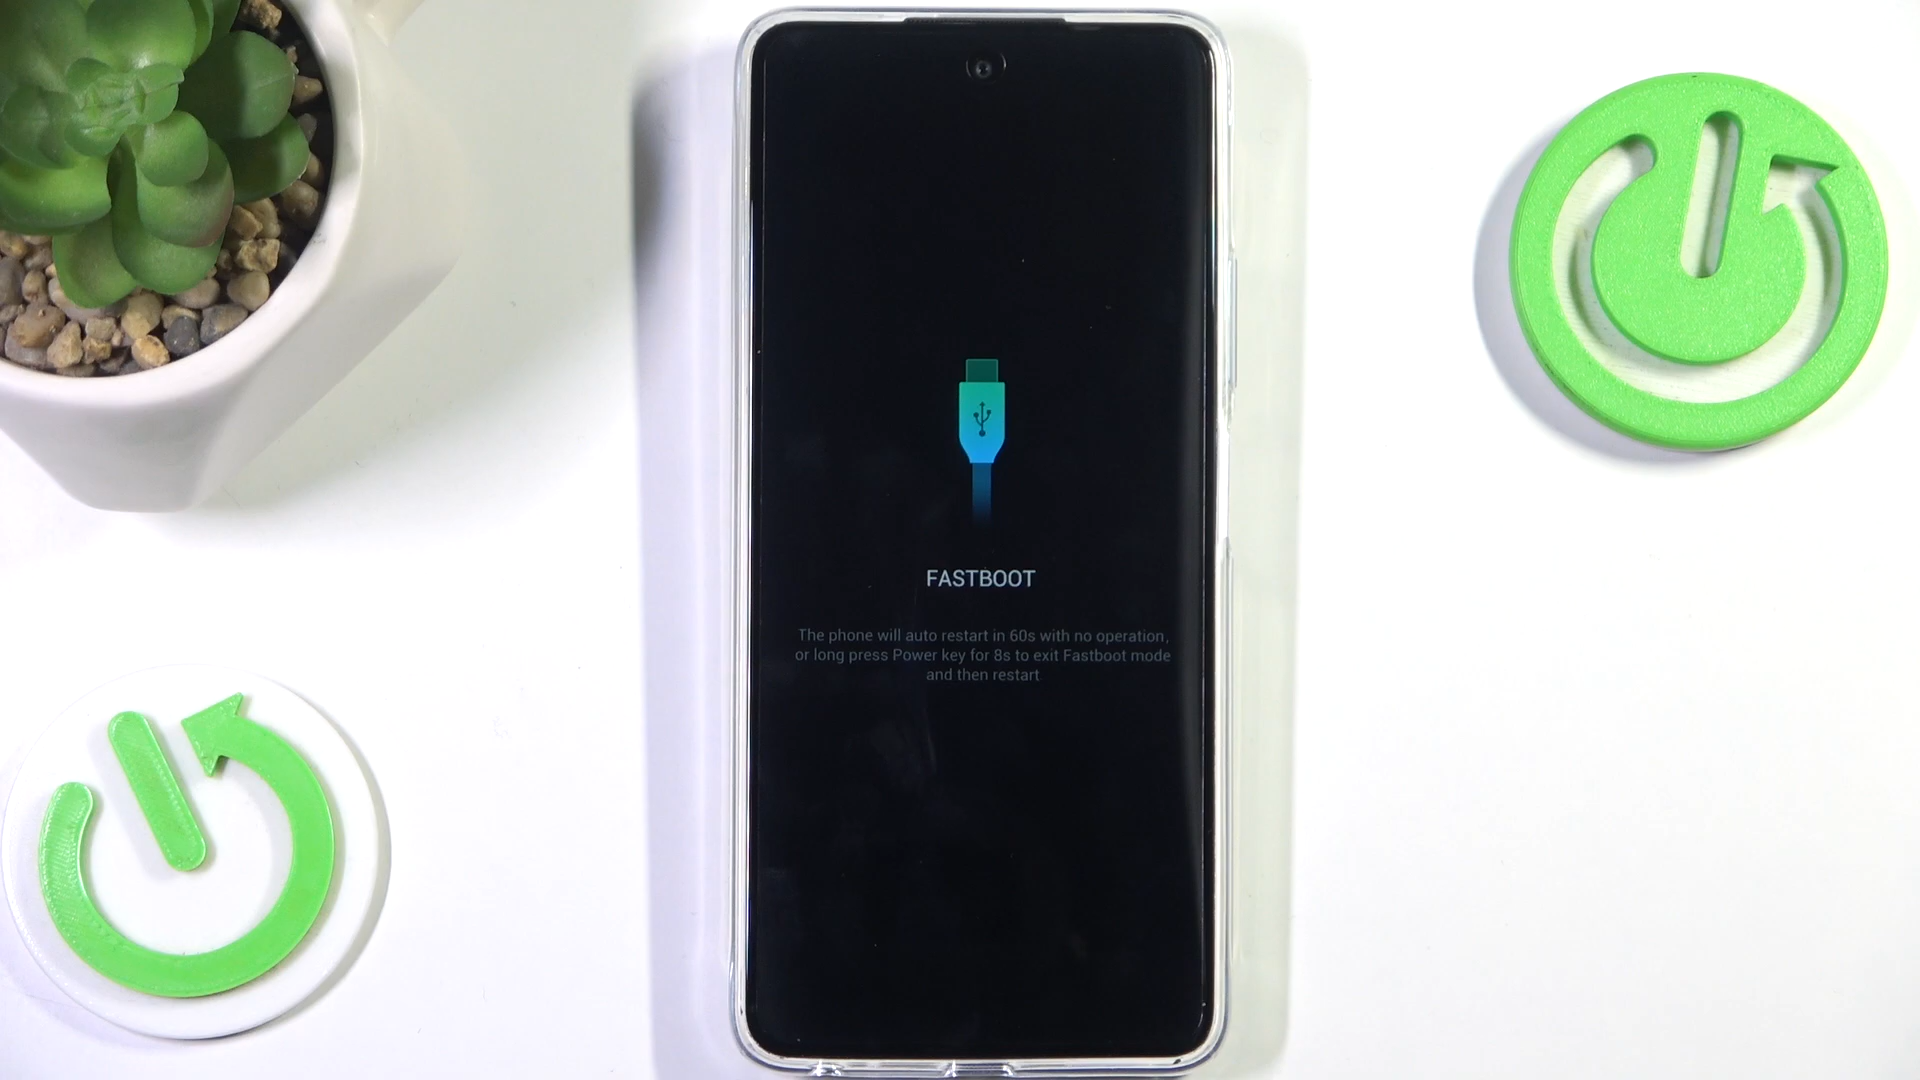 FASTBOOT
The phone will auto restart in 60s with no operation,
or long press Power key for 8s to exit Fastboot mode
and then restart